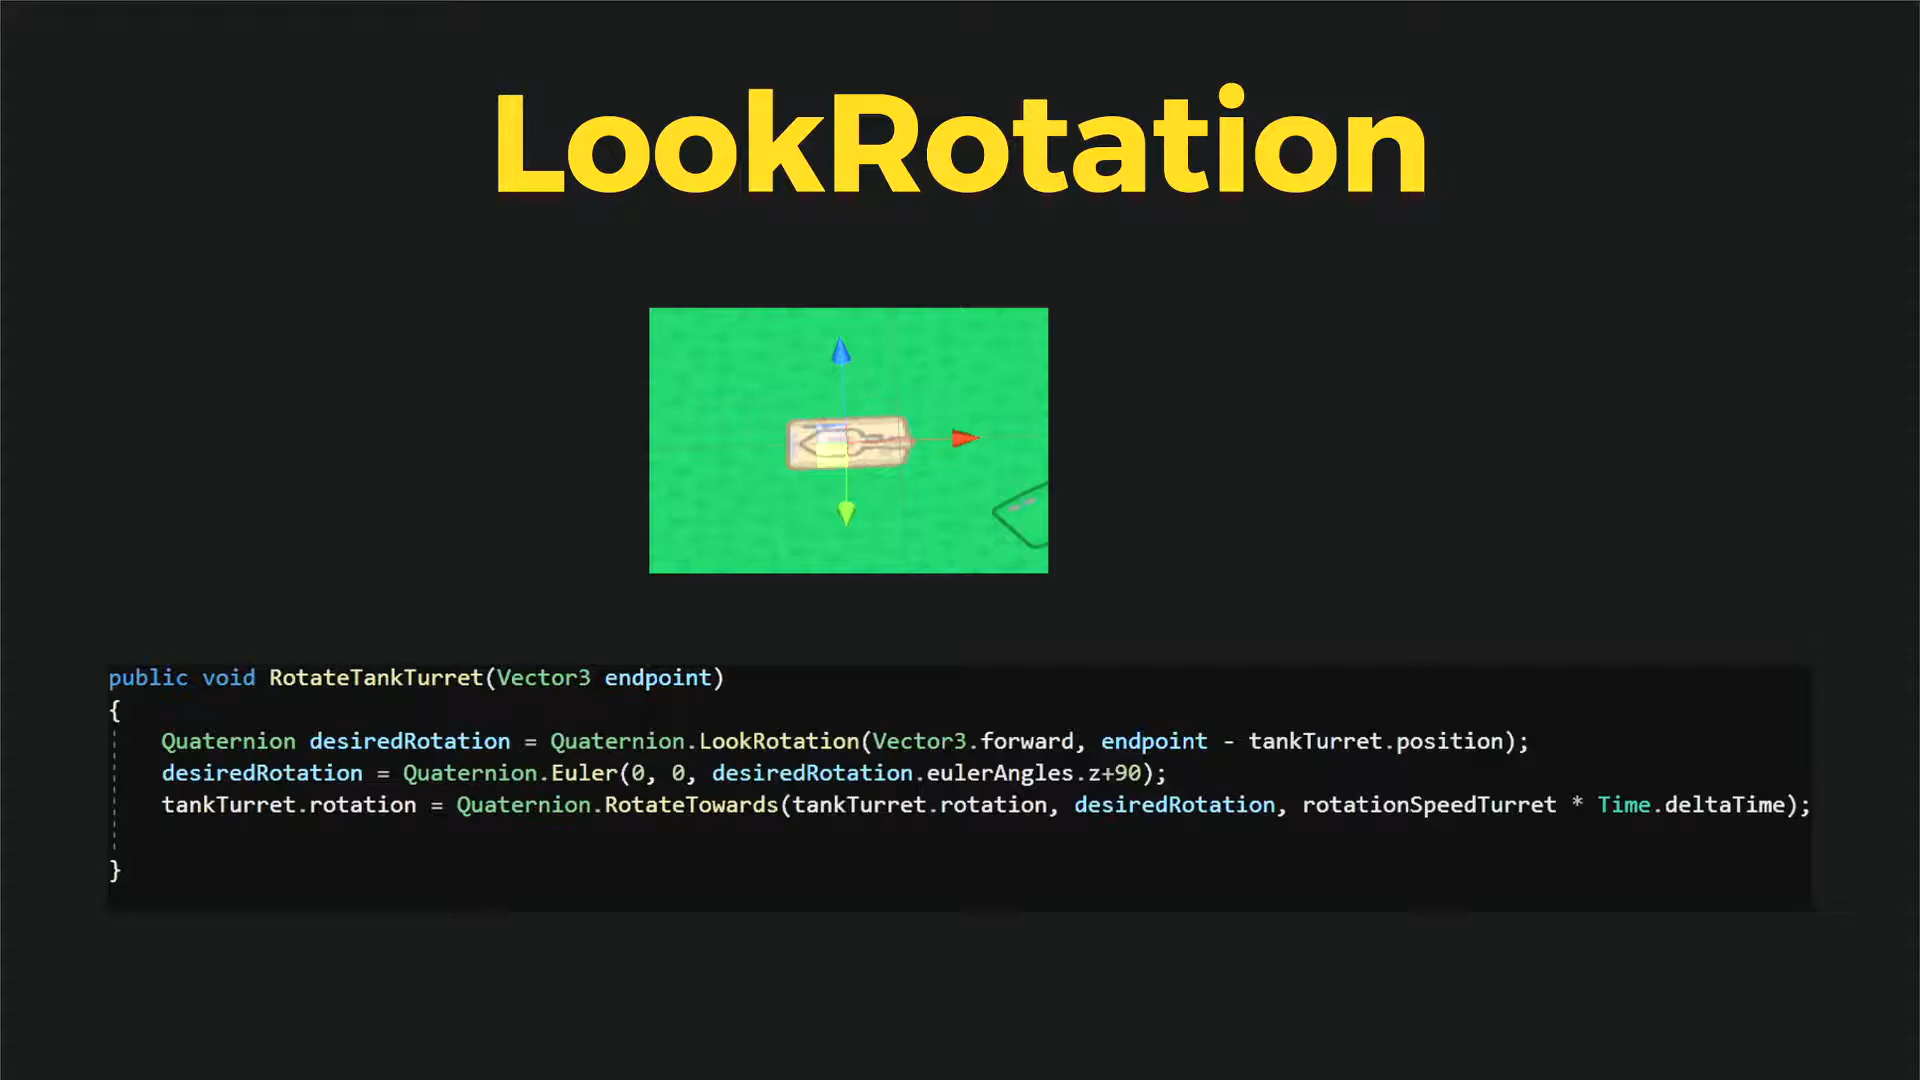 LookRotation
public void RotateTankTurret(Vector3 endpoint)
{
Quaternion desiredRotation = Quaternion.LookRotation(Vector3.forward, endpoint - tankTurret.position);
desiredRotation = Quaternion.Euler(0, 0, desiredRotation.eulerAngles.z+90);
tankTurret.rotation = Quaternion.RotateTowards(tankTurret.rotation, desiredRotation, rotationSpeedTurret * Time.deltaTime);
}